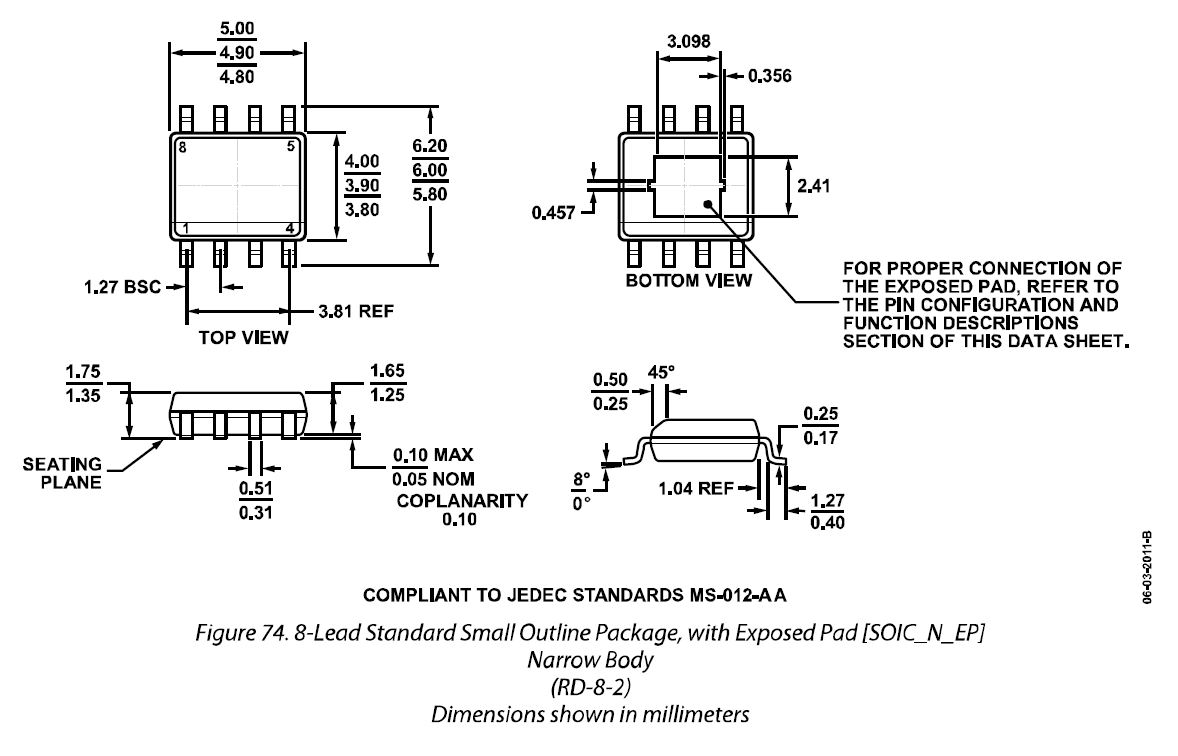 5.00
4.90
4.80
8
5
1
4
4.00
3.90
3.80
6.20
6.00
5.80
1.27 BSC
3.81 REF
TOP VIEW
3.098
0.356
2.41
0.457
BOTTOM VIEW
FOR PROPER CONNECTION OF
THE EXPOSED PAD, REFER TO
THE PIN CONFIGURATION AND
FUNCTION DESCRIPTIONS
SECTION OF THIS DATA SHEET.
1.75
1.35
1.65
1.25
SEATING
PLANE
0.51
0.31
0.10 MAX
0.05 NOM
COPLANARITY
0.10
0.50
0.25
45°
0.25
0.17
8°
0°
1.04 REF
1.27
0.40
06-03-2011-B
COMPLIANT TO JEDEC STANDARDS MS-012-AA
Figure 74. 8-Lead Standard Small Outline Package, with Exposed Pad [SOIC_N_EP]
Narrow Body
(RD-8-2)
Dimensions shown in millimeters